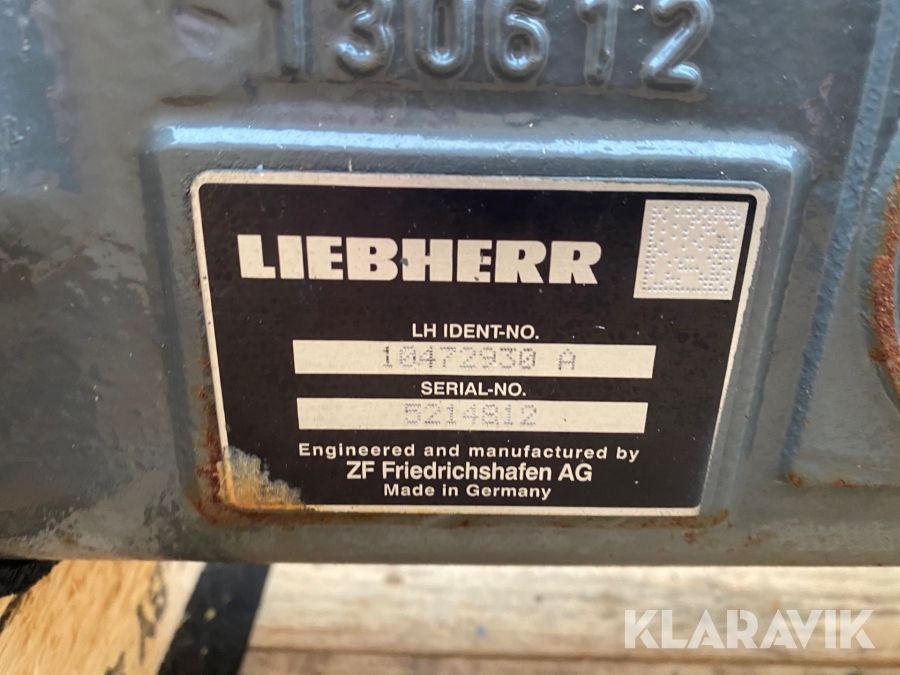 130612
LIEBHERR
LH IDENT-NO.
10472930 A
SERIAL-NO.
5214812
Engineered and manufactured by
ZF Friedrichshafen AG
Made in Germany
KLARAVIK